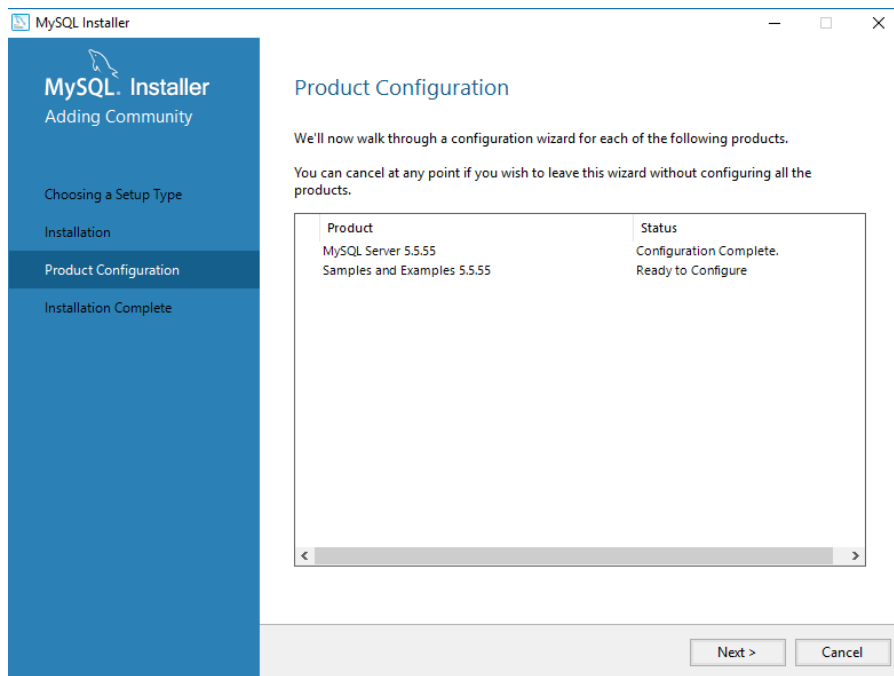 MySQL Installer
MySQL. Installer
Adding Community
Choosing a Setup Type
Installation
Product Configuration
Installation Complete
Product Configuration
We'll now walk through a configuration wizard for each of the following products.
You can cancel at any point if you wish to leave this wizard without configuring all the
products.
Product Status
MySQL Server 5.5.55 Configuration Complete.
Samples and Examples 5.5.55 Ready to Configure
Next > Cancel